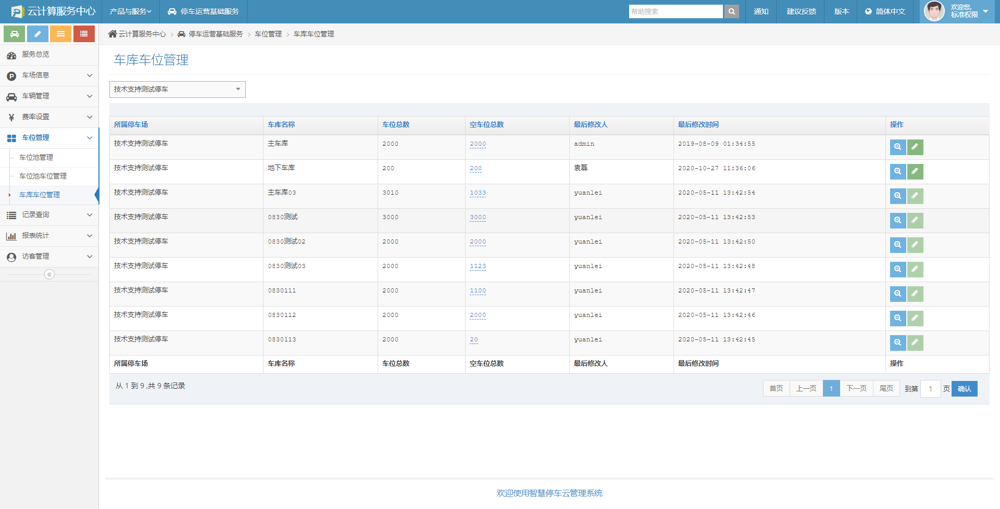 云计算服务中心
产品与服务
停车运营基础服务
帮助搜索
通知
建议反馈
版本
简体中文
欢迎您,
标准权限
云计算服务中心 > 停车运营基础服务 > 车位管理 > 车库车位管理
服务总览
车场信息
车辆管理
费率设置
车位管理
车位池管理
车位池车位管理
车库车位管理
记录查询
报表统计
访客管理
车库车位管理
技术支持测试停车
所属停车场 车库名称 车位总数 空车位总数 最后修改人 最后修改时间 操作
技术支持测试停车 主车库 2000 2000 admin 2019-08-09 01:34:55
技术支持测试停车 地下车库 200 200 袁磊 2020-10-27 11:36:06
技术支持测试停车 主车库03 3010 1033 yuanlei 2020-05-11 13:42:54
技术支持测试停车 0830测试 3000 3000 yuanlei 2020-05-11 13:42:53
技术支持测试停车 0830测试02 2000 2000 yuanlei 2020-05-11 13:42:50
技术支持测试停车 0830测试03 2000 1123 yuanlei 2020-05-11 13:42:48
技术支持测试停车 0830111 2000 1100 yuanlei 2020-05-11 13:42:47
技术支持测试停车 0830112 2000 2000 yuanlei 2020-05-11 13:42:46
技术支持测试停车 0830113 2000 20 yuanlei 2020-05-11 13:42:45
所属停车场 车库名称 车位总数 空车位总数 最后修改人 最后修改时间 操作
从 1 到 9 ,共 9 条记录
首页 上一页 1 下一页 尾页 到第 1 页 确认
欢迎使用智慧停车云管理系统